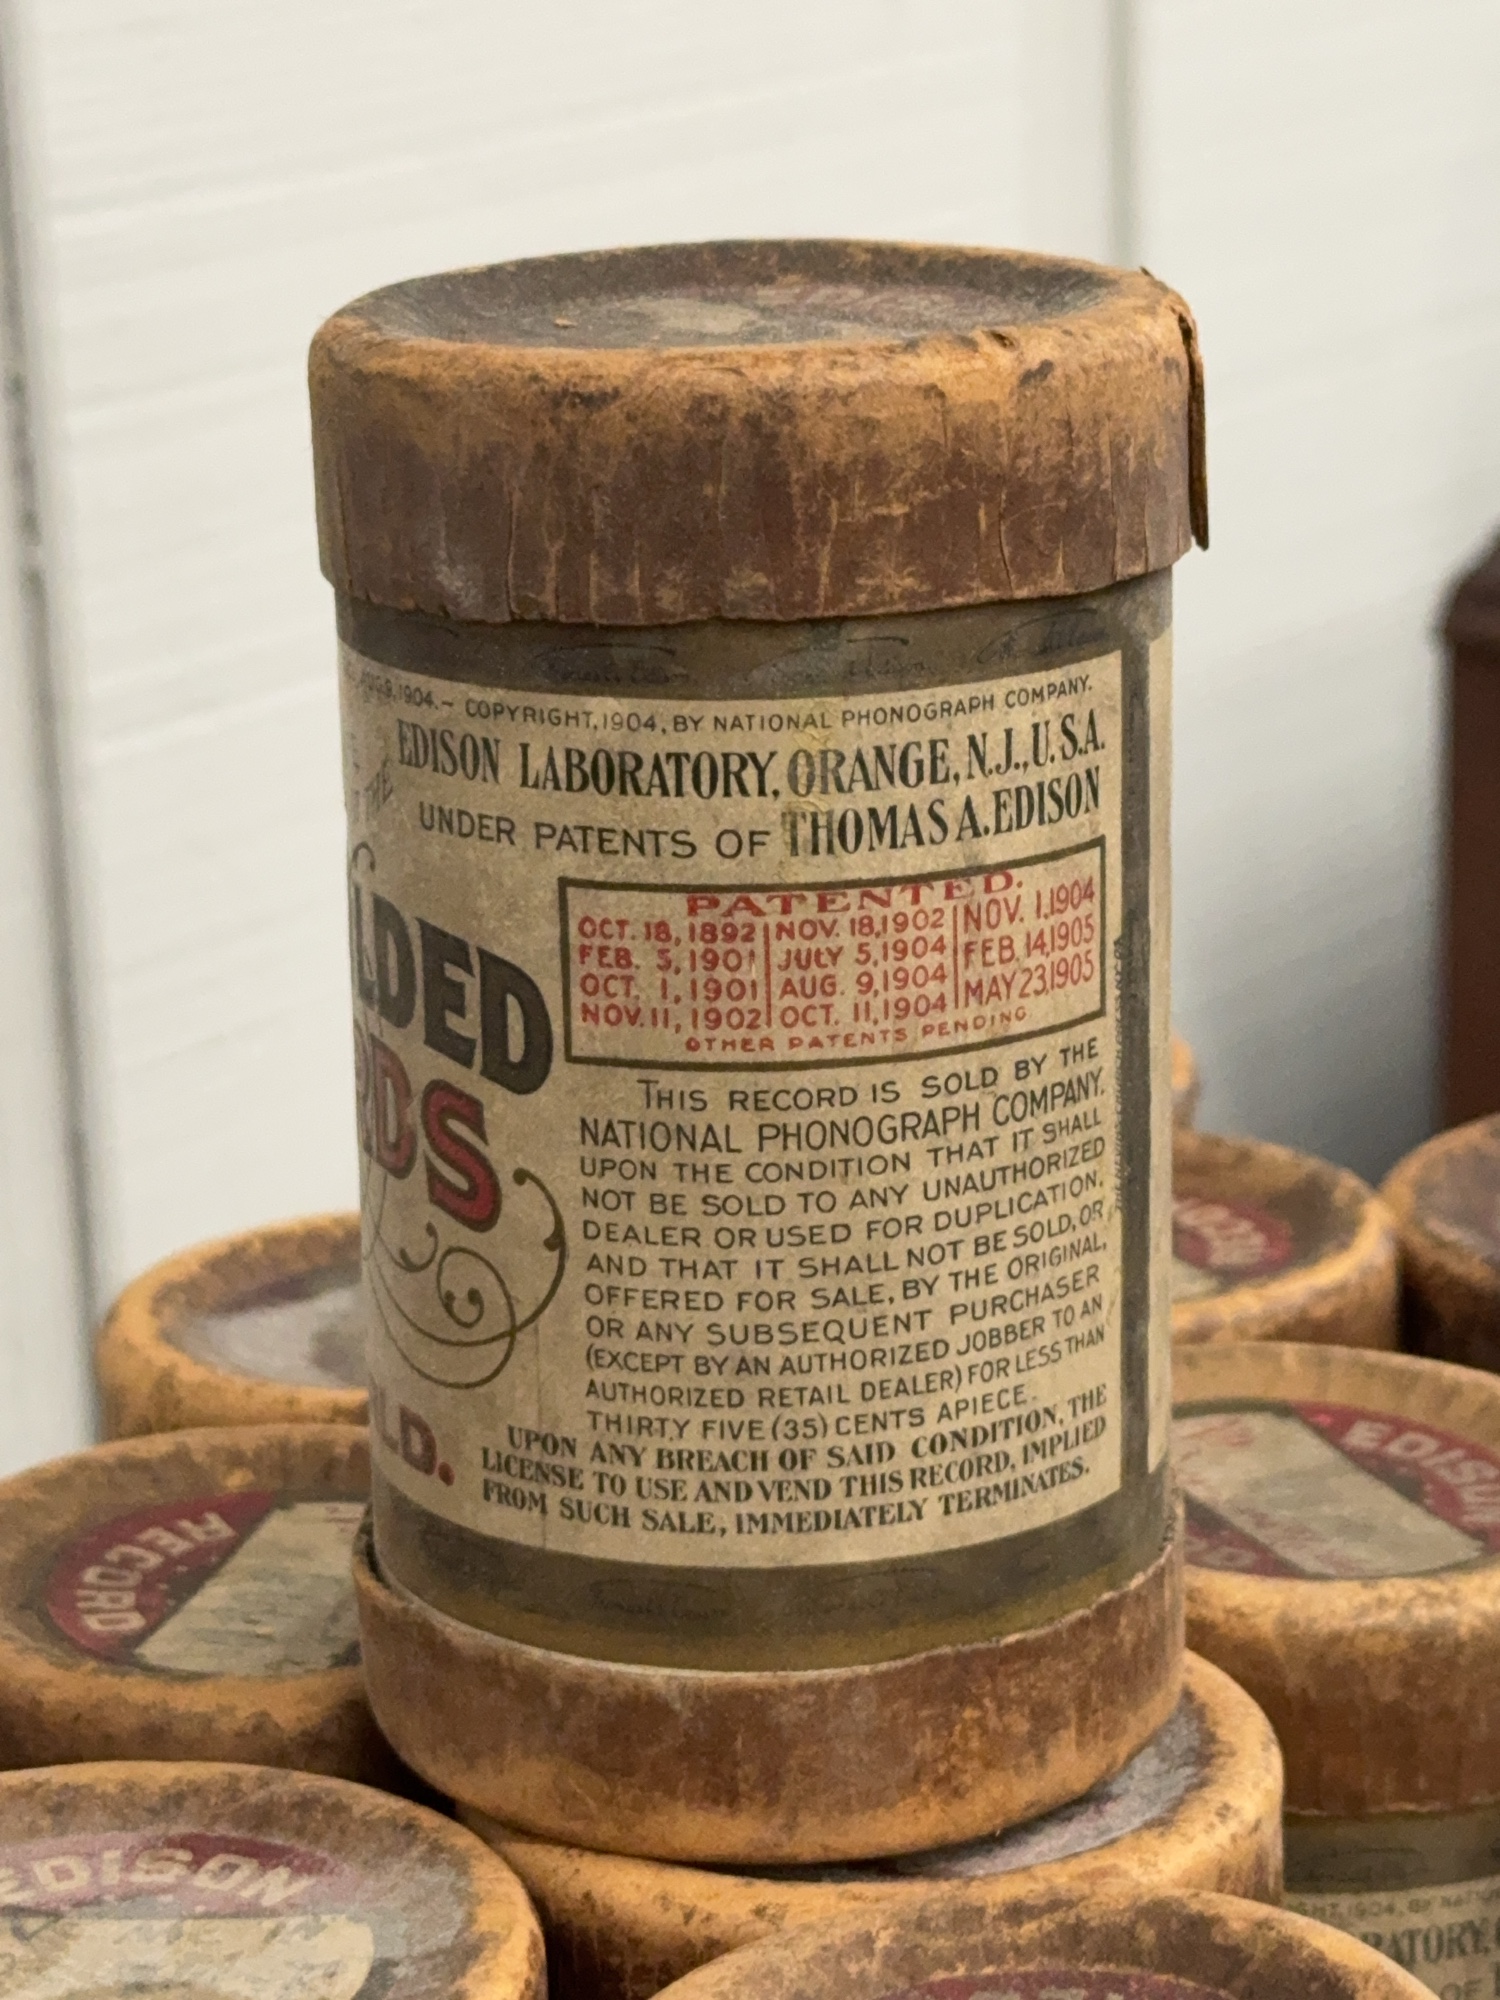 1904.– COPYRIGHT, 1904, BY NATIONAL PHONOGRAPH COMPANY.
EDISON LABORATORY, ORANGE, N.J., U.S.A.
THE
UNDER PATENTS OF THOMAS A. EDISON
LDED
RDS
LD.
PATENTED.
OCT. 18, 1892 NOV. 18, 1902 NOV. 1, 1904
FEB. 5, 1901 JULY 5, 1904 FEB. 14, 1905
OCT. 1, 1901 AUG. 9, 1904 MAY 23, 1905
NOV. 11, 1902 OCT. 11, 1904
OTHER PATENTS PENDING
THIS RECORD IS SOLD BY THE
NATIONAL PHONOGRAPH COMPANY.
UPON THE CONDITION THAT IT SHALL
NOT BE SOLD TO ANY UNAUTHORIZED
DEALER OR USED FOR DUPLICATION,
AND THAT IT SHALL NOT BE SOLD, OR
OFFERED FOR SALE, BY THE ORIGINAL,
OR ANY SUBSEQUENT PURCHASER
(EXCEPT BY AN AUTHORIZED JOBBER TO AN
AUTHORIZED RETAIL DEALER) FOR LESS THAN
THIRTY FIVE (35) CENTS APIECE.
UPON ANY BREACH OF SAID CONDITION, THE
LICENSE TO USE AND VEND THIS RECORD, IMPLIED
FROM SUCH SALE, IMMEDIATELY TERMINATES.
RECORD
EDISON
EDISON